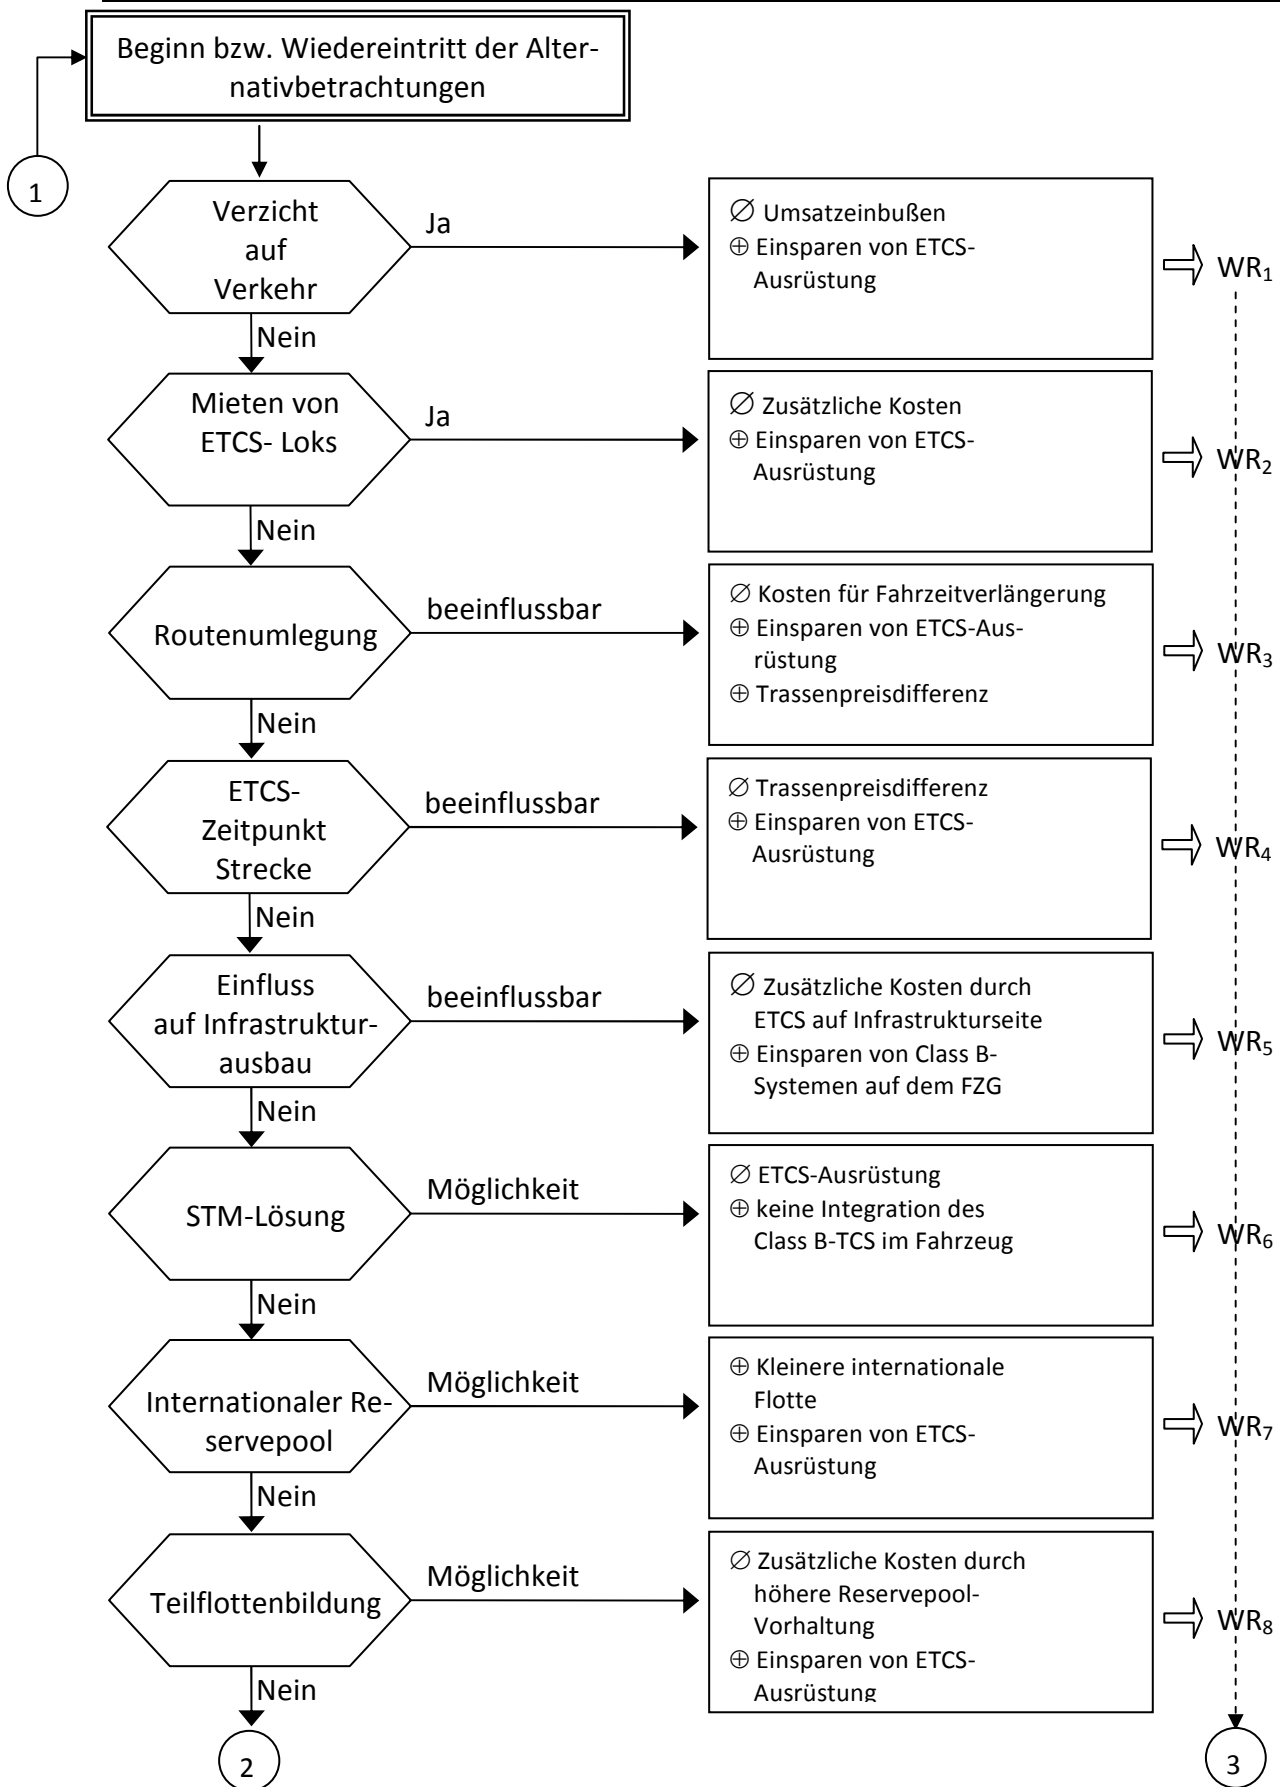 Beginn bzw. Wiedereintritt der Alter-
nativbetrachtungen
1
Verzicht
auf
Verkehr
Ja
∅ Umsatzeinbußen
⊕ Einsparen von ETCS-
Ausrüstung
WR₁
Nein
Mieten von
ETCS- Loks
Ja
∅ Zusätzliche Kosten
⊕ Einsparen von ETCS-
Ausrüstung
WR₂
Nein
Routenumlegung
beeinflussbar
∅ Kosten für Fahrzeitverlängerung
⊕ Einsparen von ETCS-Aus-
rüstung
⊕ Trassenpreisdifferenz
WR₃
Nein
ETCS-
Zeitpunkt
Strecke
beeinflussbar
∅ Trassenpreisdifferenz
⊕ Einsparen von ETCS-
Ausrüstung
WR₄
Nein
Einfluss
auf Infrastruktur-
ausbau
beeinflussbar
∅ Zusätzliche Kosten durch
ETCS auf Infrastrukturseite
⊕ Einsparen von Class B-
Systemen auf dem FZG
WR₅
Nein
STM-Lösung
Möglichkeit
∅ ETCS-Ausrüstung
⊕ keine Integration des
Class B-TCS im Fahrzeug
WR₆
Nein
Internationaler Re-
servepool
Möglichkeit
⊕ Kleinere internationale
Flotte
⊕ Einsparen von ETCS-
Ausrüstung
WR₇
Nein
Teilflottenbildung
Möglichkeit
∅ Zusätzliche Kosten durch
höhere Reservepool-
Vorhaltung
⊕ Einsparen von ETCS-
Ausrüstung
WR₈
Nein
2
3